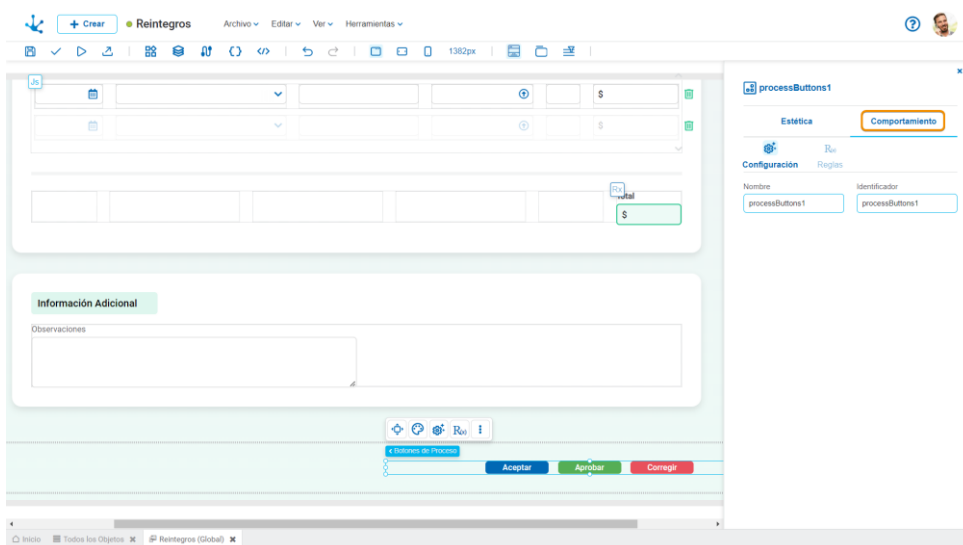 + Crear
Reintegros
Archivo
Editar
Ver
Herramientas
?
</>
1382px
Js
$
$
Rx
Total
$
Información Adicional
Observaciones
R(x)
< Botones de Proceso
Aceptar
Aprobar
Corregir
processButtons1
Estética
Comportamiento
R(x)
Configuración
Reglas
Nombre
Identificador
processButtons1
processButtons1
Inicio
Todos los Objetos
Reintegros (Global)